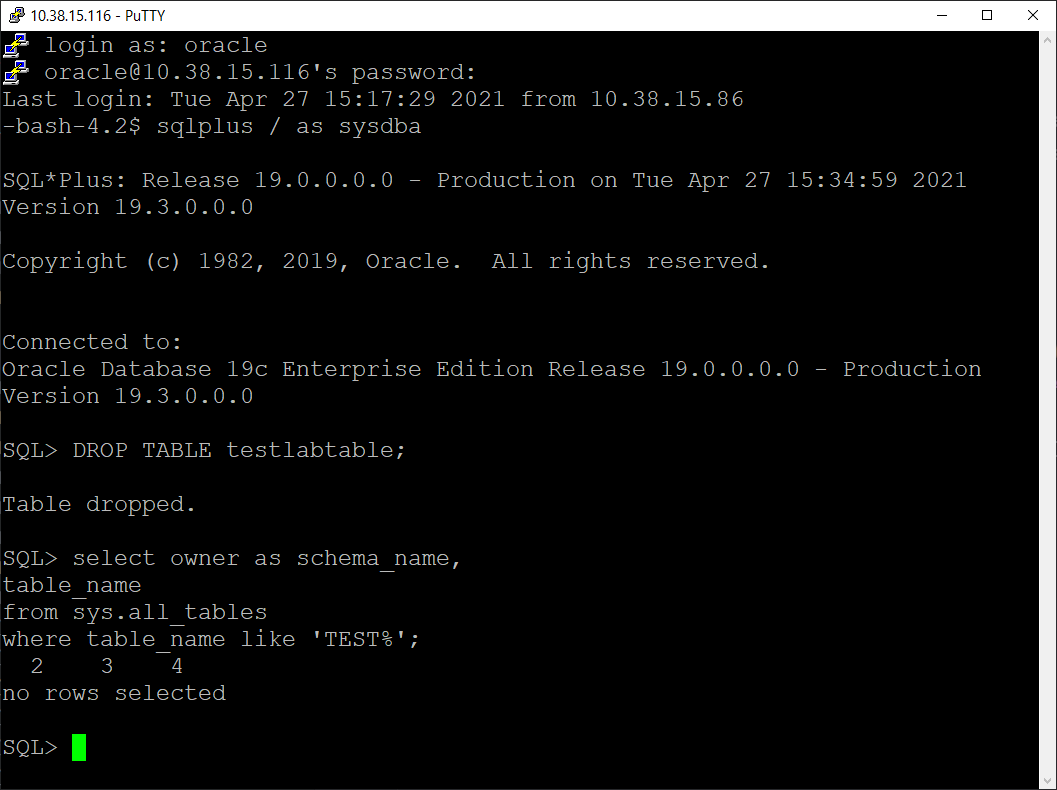 10.38.15.116 - PuTTY
login as: oracle
oracle@10.38.15.116's password:
Last login: Tue Apr 27 15:17:29 2021 from 10.38.15.86
-bash-4.2$ sqlplus / as sysdba
SQL*Plus: Release 19.0.0.0.0 - Production on Tue Apr 27 15:34:59 2021
Version 19.3.0.0.0
Copyright (c) 1982, 2019, Oracle.  All rights reserved.
Connected to:
Oracle Database 19c Enterprise Edition Release 19.0.0.0.0 - Production
Version 19.3.0.0.0
SQL> DROP TABLE testlabtable;
Table dropped.
SQL> select owner as schema_name,
table_name
from sys.all_tables
where table_name like 'TEST%';
  2    3    4
no rows selected
SQL>